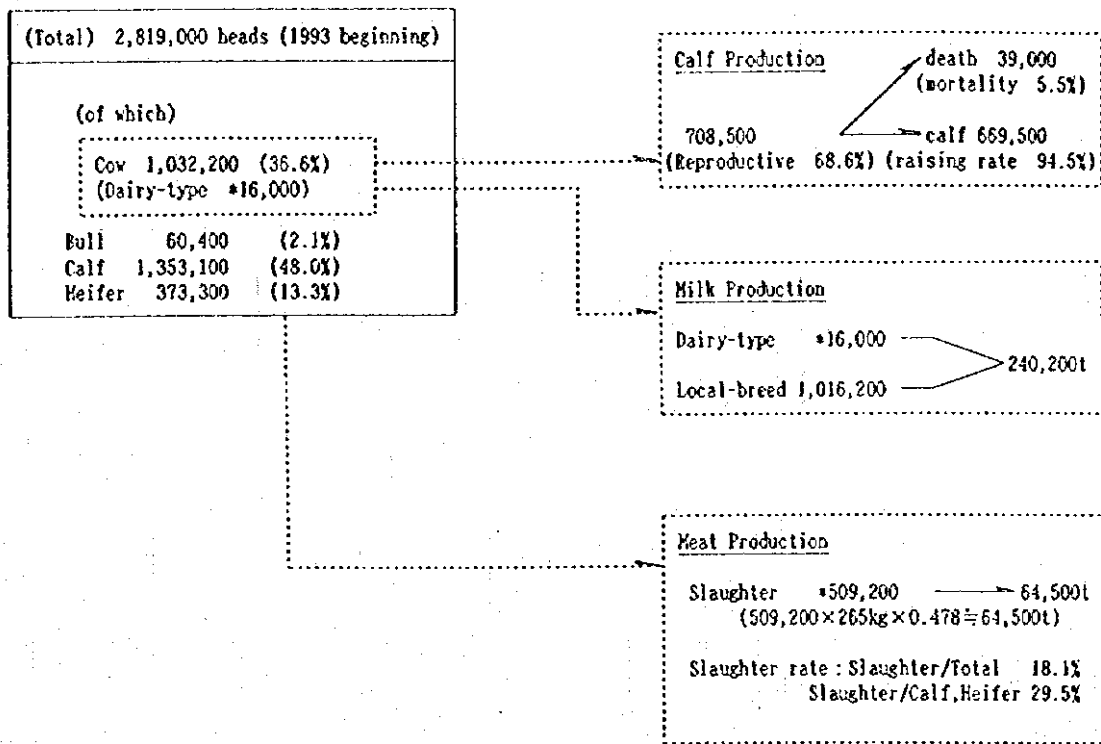 (Total) 2,819,000 heads (1993 beginning)
(of which)
Cow 1,032,200 (36.6%)
(Dairy-type *16,000)
Bull 60,400 (2.1%)
Calf 1,353,100 (48.0%)
Heifer 373,300 (13.3%)
Calf Production
death 39,000
(mortality 5.5%)
708,500
calf 669,500
(Reproductive 68.6%) (raising rate 94.5%)
Milk Production
Dairy-type *16,000
240,200t
Local-breed 1,016,200
Meat Production
Slaughter *509,200 64,500t
(509,200×265kg×0.478≒64,500t)
Slaughter rate : Slaughter/Total 18.1%
Slaughter/Calf,Heifer 29.5%